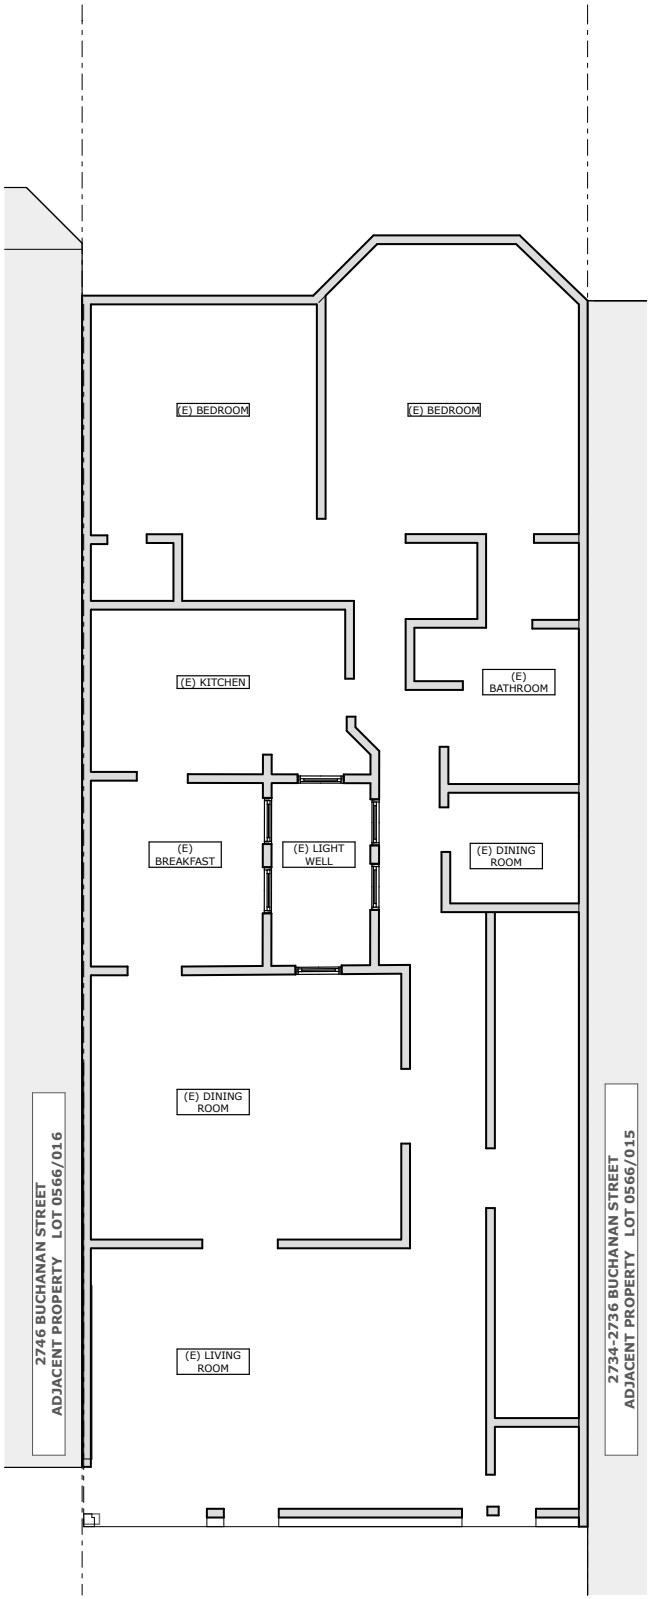 (E) BEDROOM
(E) BEDROOM
(E) KITCHEN
(E)
BATHROOM
(E)
BREAKFAST
(E) LIGHT
WELL
(E) DINING
ROOM
(E) DINING
ROOM
(E) LIVING
ROOM
2746 BUCHANAN STREET
ADJACENT PROPERTY LOT 0566/016
2734-2736 BUCHANAN STREET
ADJACENT PROPERTY LOT 0566/015